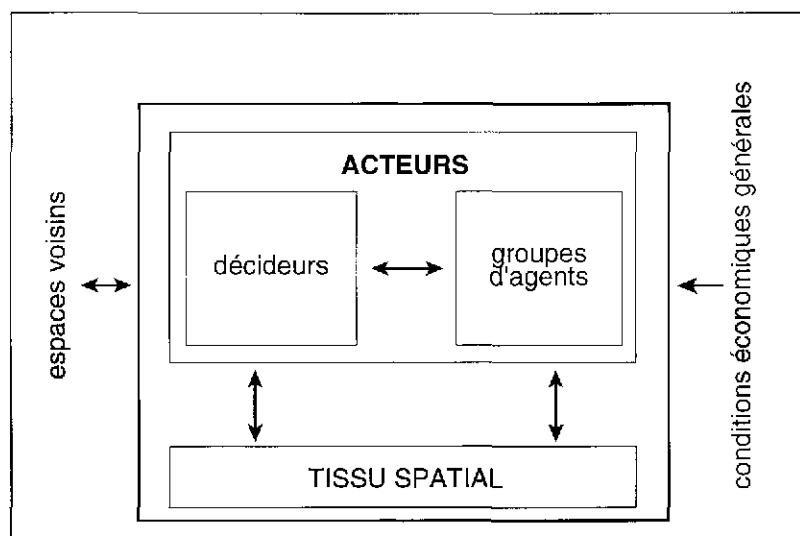 ACTEURS
décideurs
groupes
d'agents
TISSU SPATIAL
espaces voisins
conditions économiques générales